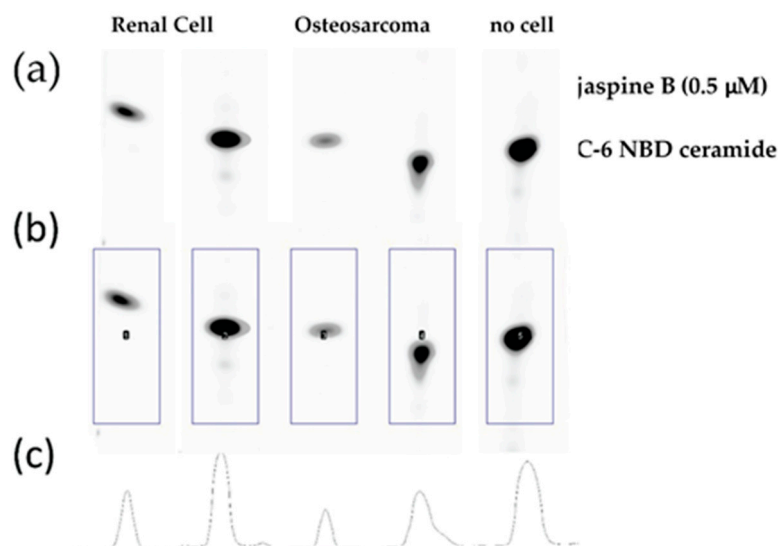 Renal Cell Osteosarcoma no cell
(a)
jaspine B (0.5 μM)
C-6 NBD ceramide
(b)
(c)